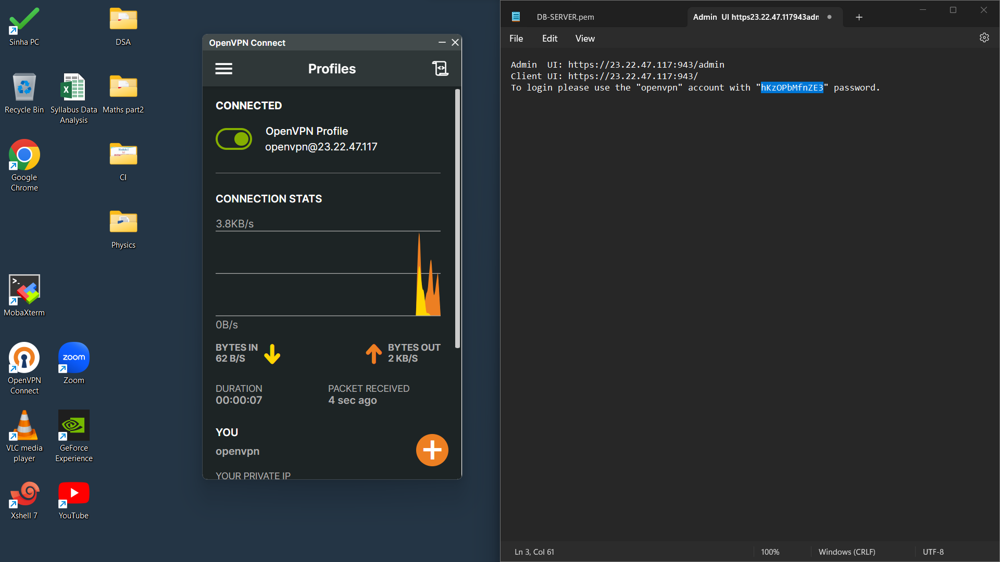 Sinha PC
DSA
Recycle Bin
Syllabus Data
Analysis
Maths part2
Google
Chrome
CI
Physics
MobaXterm
OpenVPN
Connect
zoom
Zoom
VLC media
player
GeForce
Experience
Xshell 7
YouTube
OpenVPN Connect
Profiles
CONNECTED
OpenVPN Profile
openvpn@23.22.47.117
CONNECTION STATS
3.8KB/s
0B/s
BYTES IN
62 B/S
BYTES OUT
2 KB/S
DURATION
00:00:07
PACKET RECEIVED
4 sec ago
YOU
openvpn
YOUR PRIVATE IP
DB-SERVER.pem
Admin  UI https23.22.47.117943adn
File Edit View
Admin  UI: https://23.22.47.117:943/admin
Client UI: https://23.22.47.117:943/
To login please use the "openvpn" account with "hKzOPbMfnZE3" password.
Ln 3, Col 61
100%
Windows (CRLF)
UTF-8